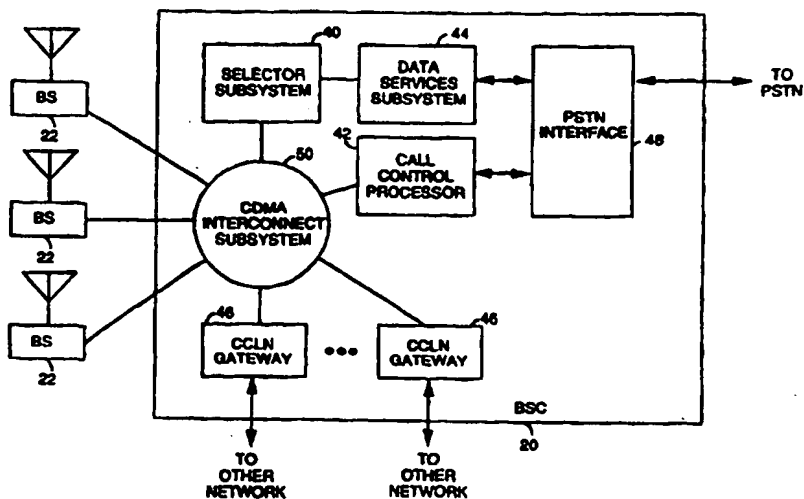 40
44
SELECTOR
SUBSYSTEM
DATA
SERVICES
SUBSYSTEM
PSTN
INTERFACE
48
TO
PSTN
BS
22
BS
22
BS
22
42
CALL
CONTROL
PROCESSOR
50
CDMA
INTERCONNECT
SUBSYSTEM
46
CCLN
GATEWAY
46
CCLN
GATEWAY
BSC
20
TO
OTHER
NETWORK
TO
OTHER
NETWORK